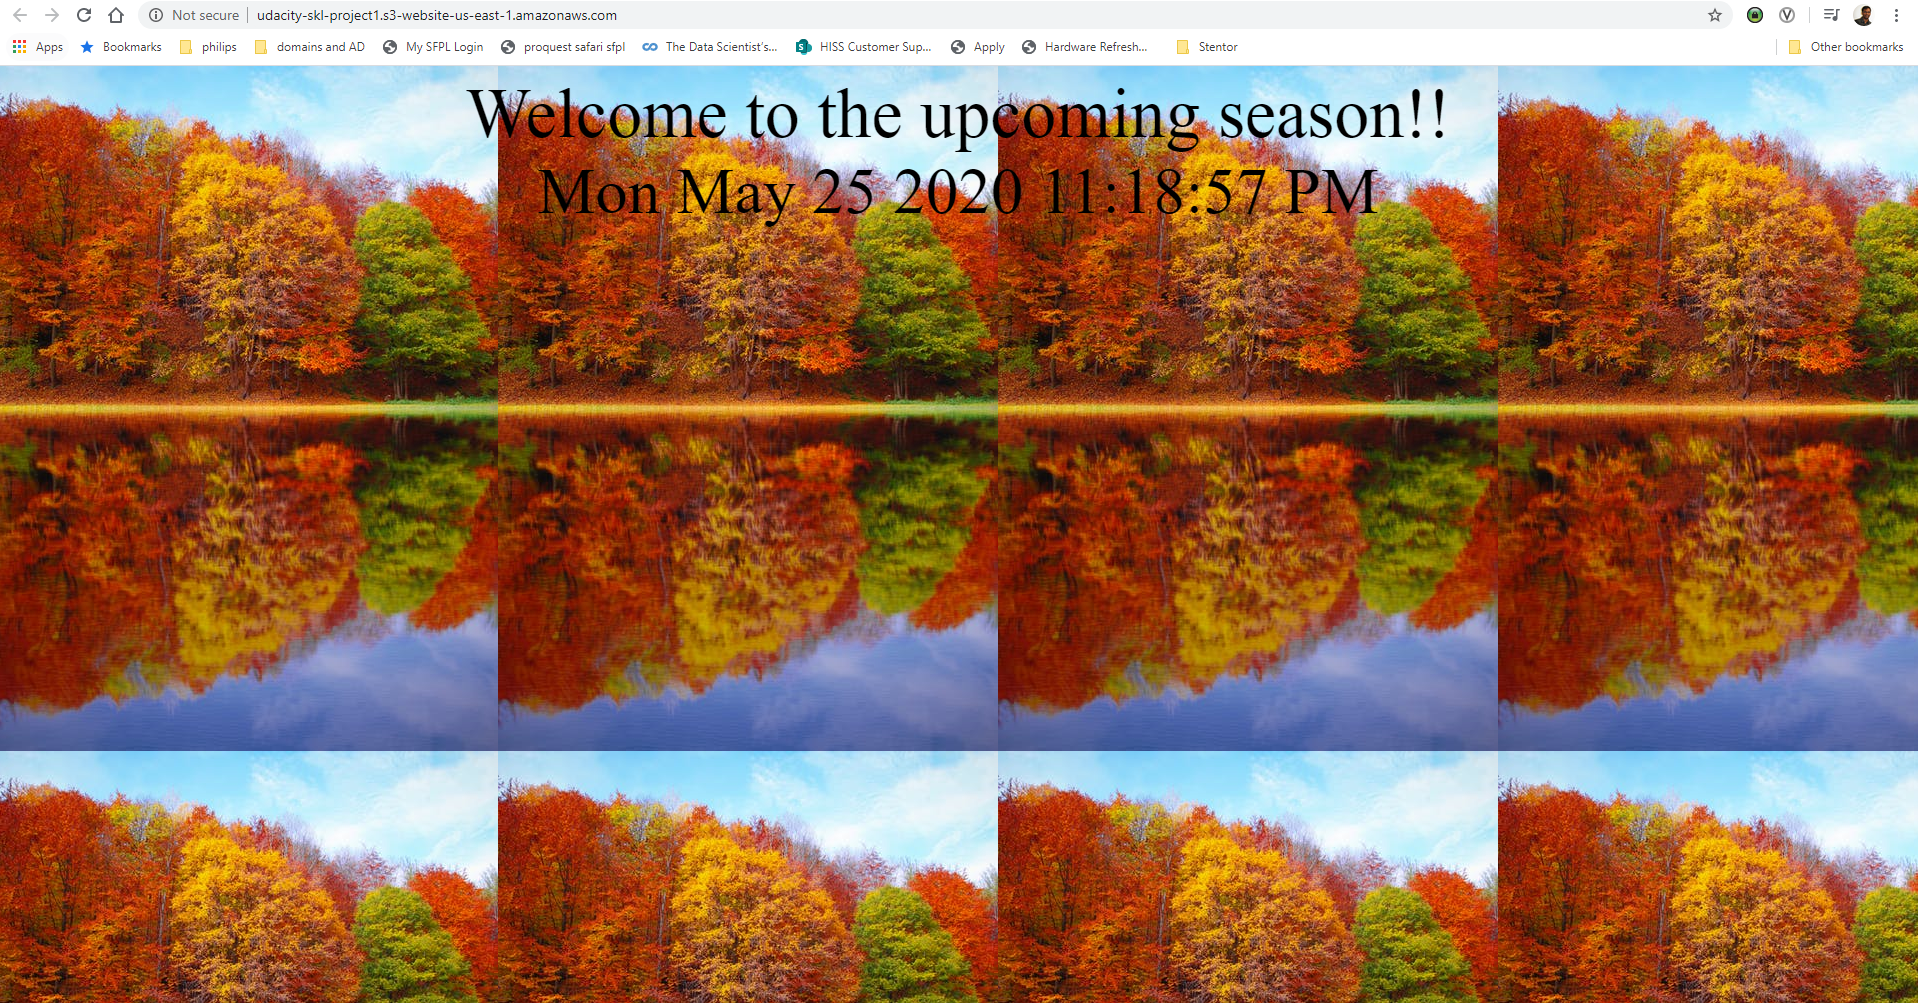 Not secure udacity-skl-project1.s3-website-us-east-1.amazonaws.com
Apps Bookmarks philips domains and AD My SFPL Login proquest safari sfpl The Data Scientist's... HISS Customer Sup... Apply Hardware Refresh... Stentor Other bookmarks
Welcome to the upcoming season!!
Mon May 25 2020 11:18:57 PM